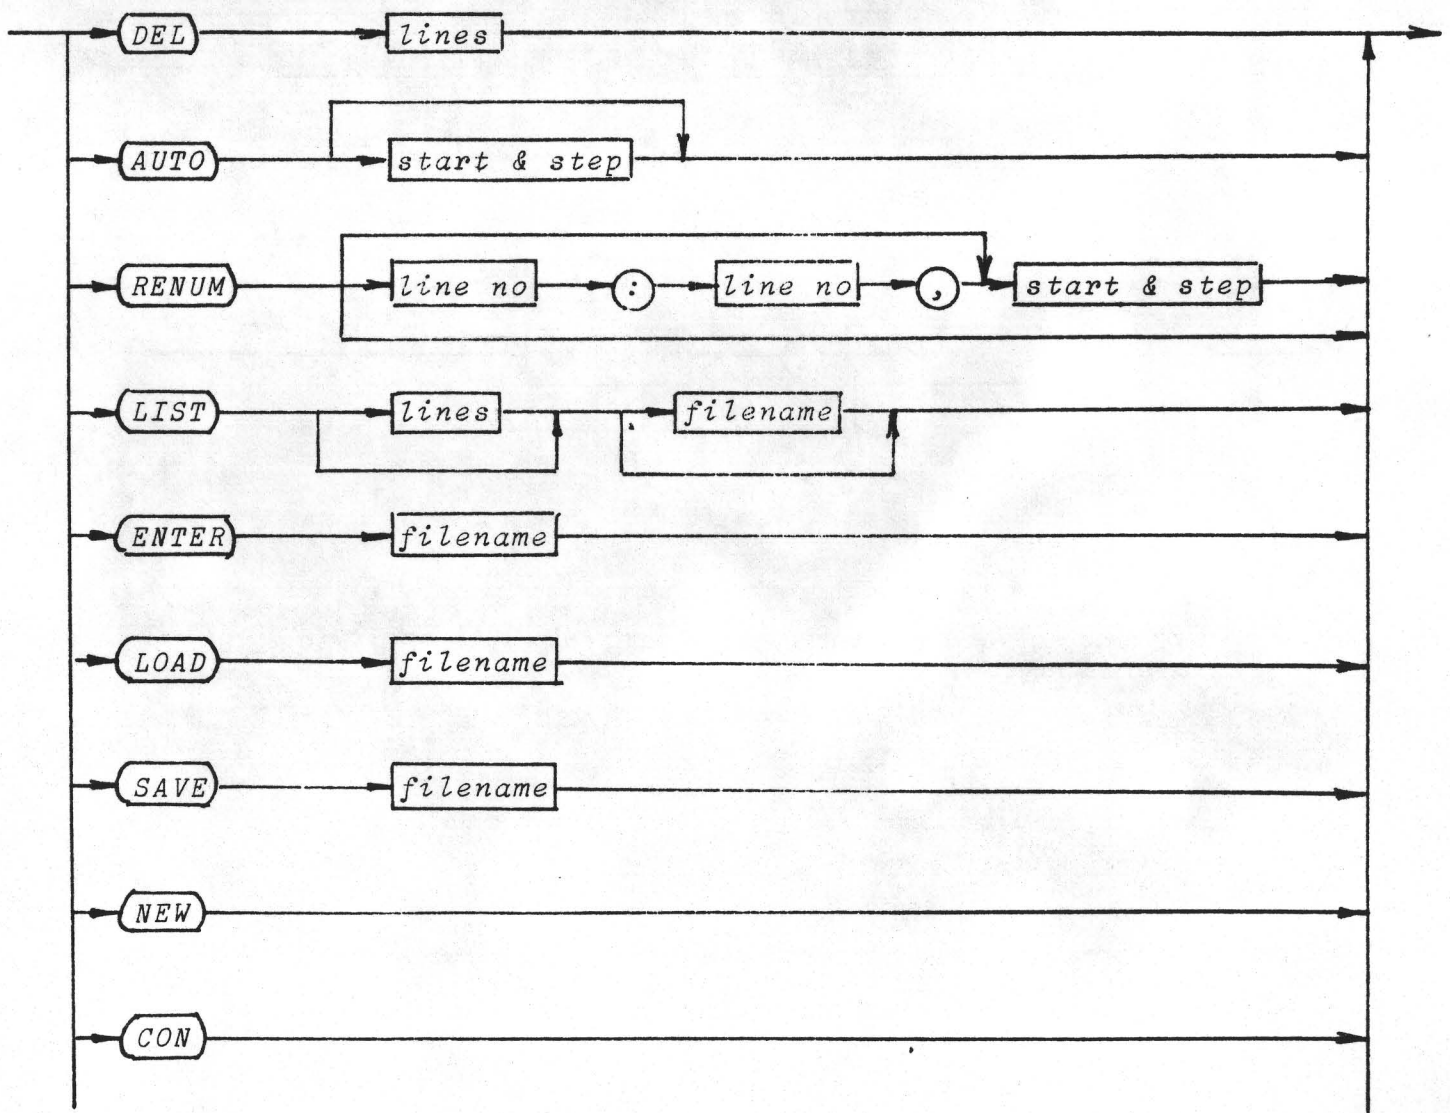 DEL lines
AUTO start & step
RENUM line no : line no , start & step
LIST lines filename
ENTER filename
LOAD filename
SAVE filename
NEW
CON